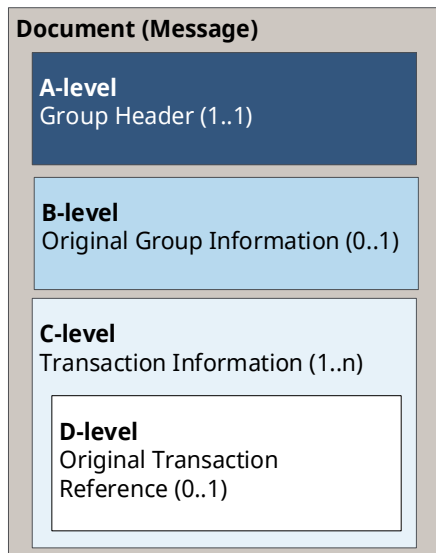 Document (Message)
A-level
Group Header (1..1)
B-level
Original Group Information (0..1)
C-level
Transaction Information (1..n)
D-level
Original Transaction
Reference (0..1)